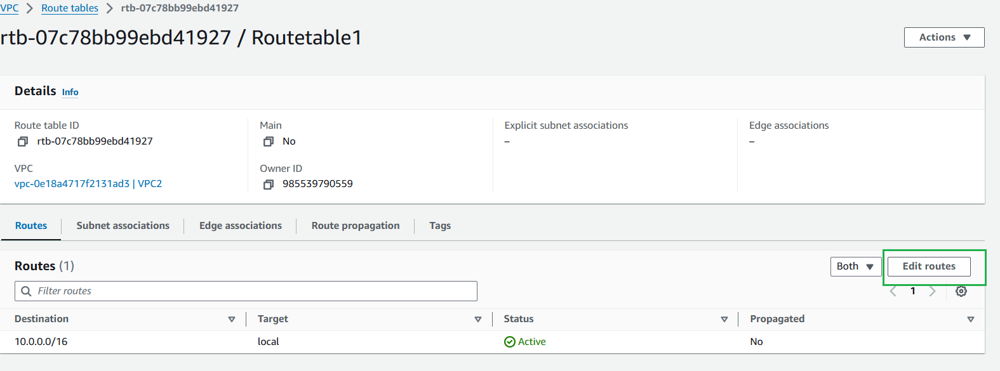 VPC > Route tables > rtb-07c78bb99ebd41927
rtb-07c78bb99ebd41927 / Routetable1
Actions
Details Info
Route table ID
rtb-07c78bb99ebd41927
Main
No
Explicit subnet associations
–
Edge associations
–
VPC
vpc-0e18a4717f2131ad3 | VPC2
Owner ID
985539790559
Routes
Subnet associations
Edge associations
Route propagation
Tags
Routes (1)
Both
Edit routes
Filter routes
1
Destination Target Status Propagated
10.0.0.0/16 local Active No